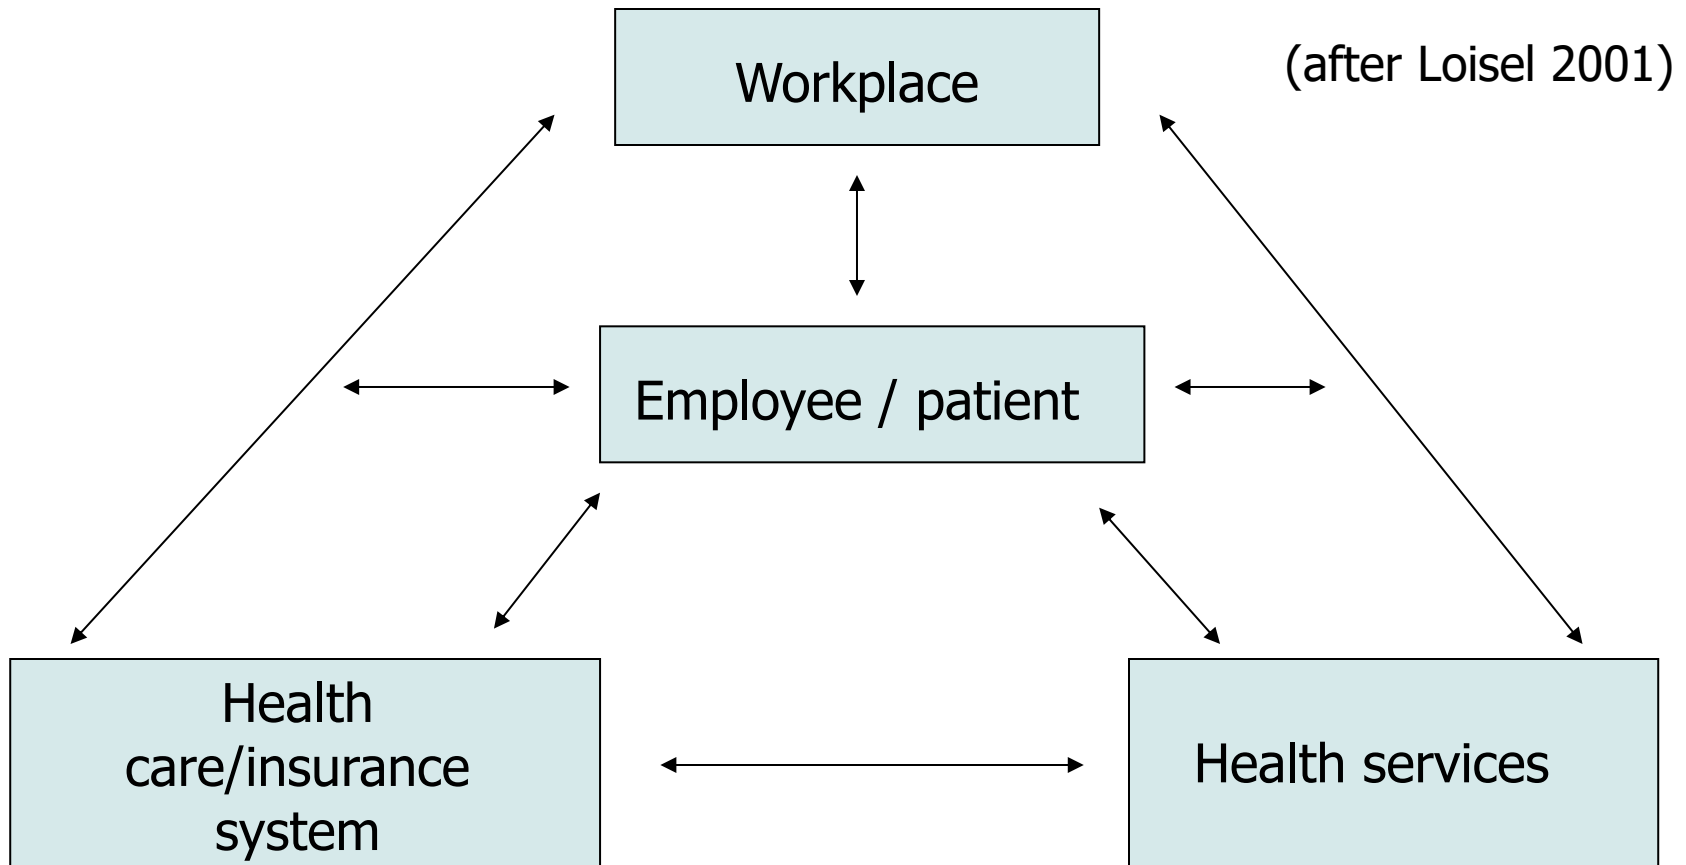 Workplace
(after Loisel 2001)
Employee / patient
Health
care/insurance
system
Health services